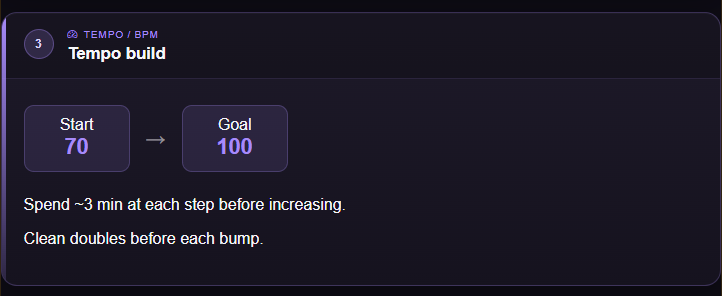 3
TEMPO / BPM
Tempo build
Start
70
→
Goal
100
Spend ~3 min at each step before increasing.
Clean doubles before each bump.